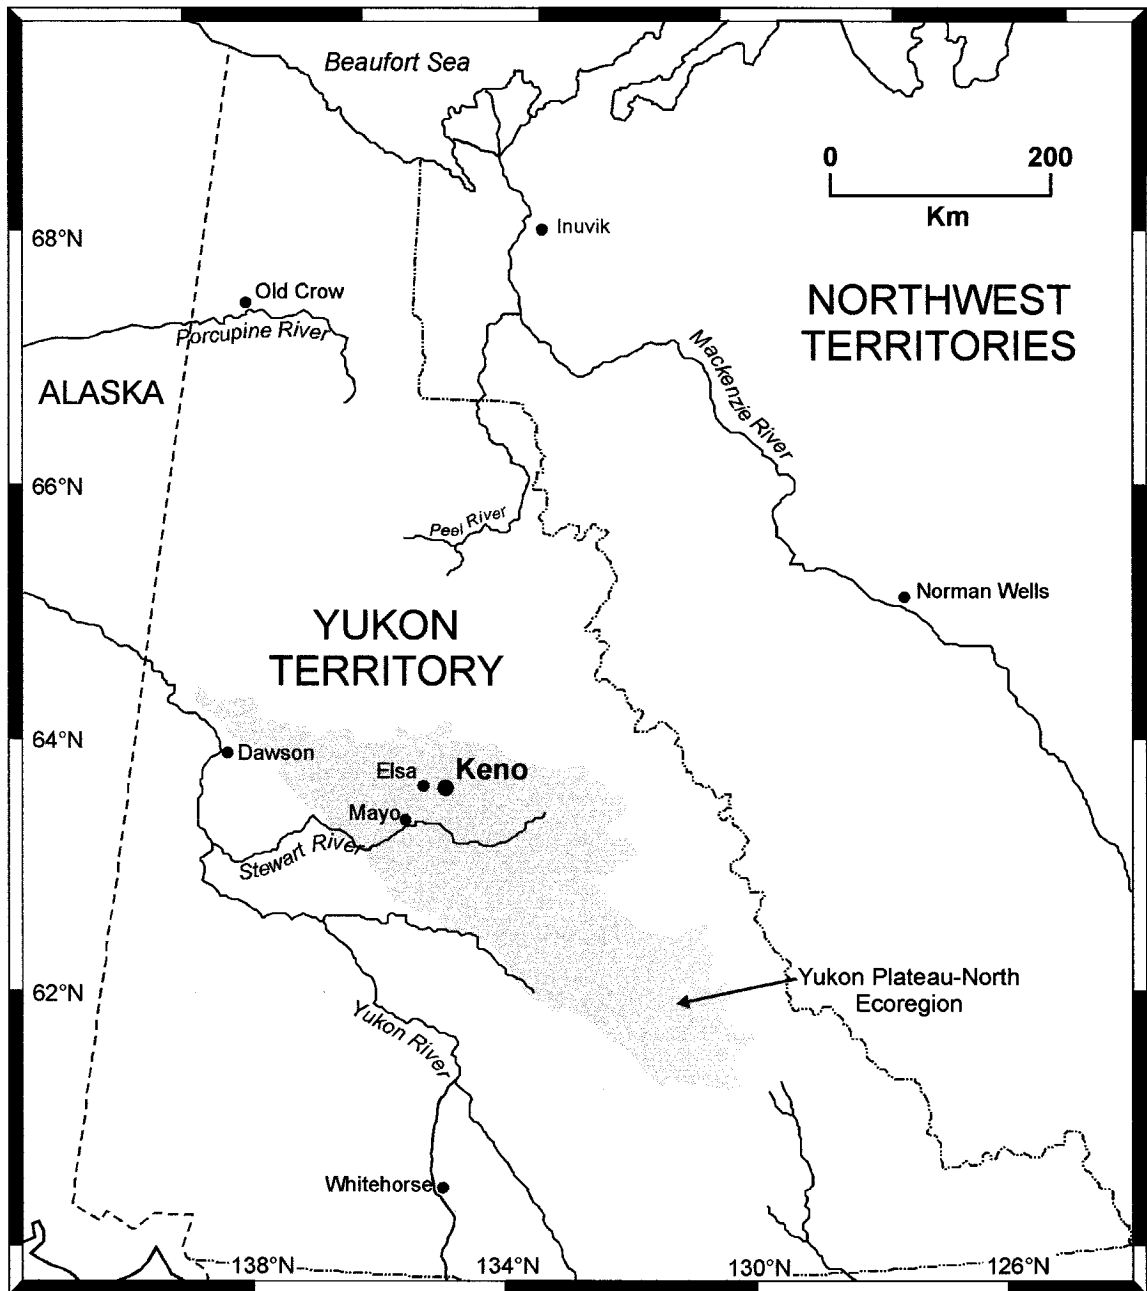 Beaufort Sea
0 200
Km
Inuvik
68°N
Old Crow
Porcupine River
NORTHWEST
TERRITORIES
Mackenzie River
ALASKA
66°N
Peel River
Norman Wells
YUKON
TERRITORY
64°N
Dawson
Elsa
Keno
Mayo
Stewart River
62°N
Yukon Plateau-North
Ecoregion
Yukon River
Whitehorse
138°N 134°N 130°N 126°N